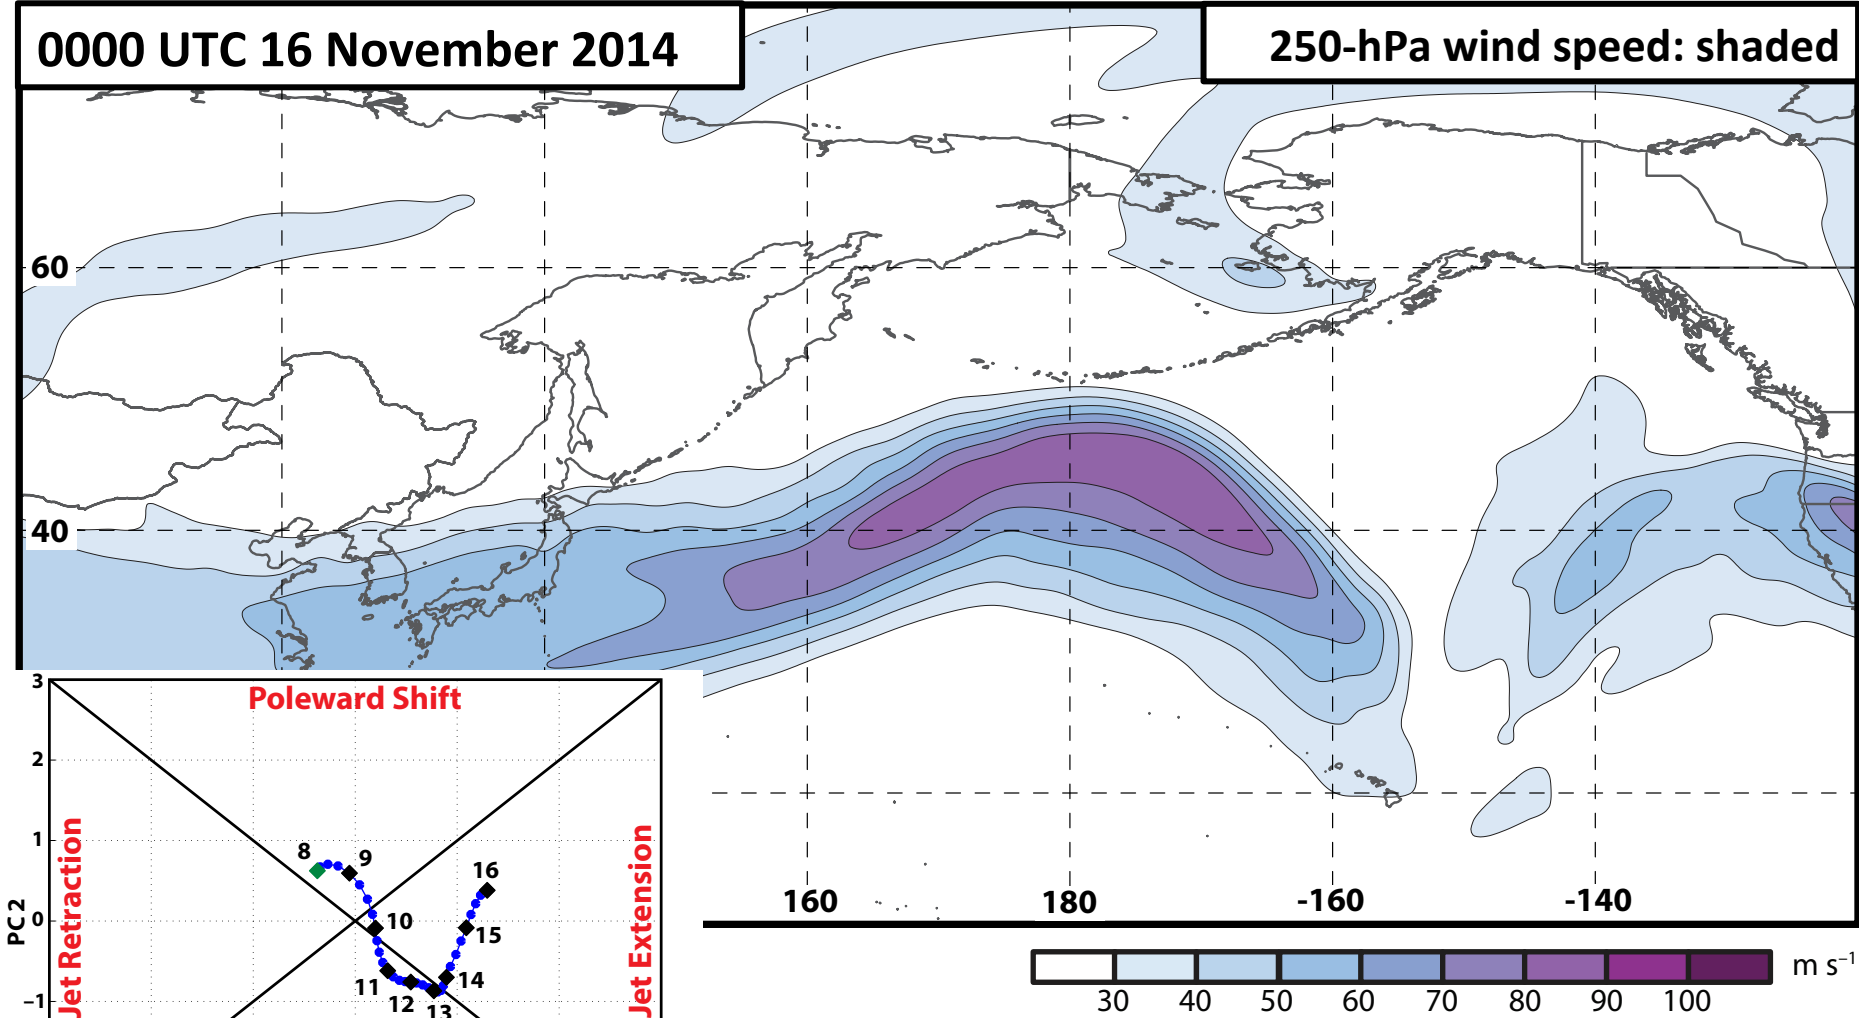 0000 UTC 16 November 2014
250-hPa wind speed: shaded
60
40
160
180
-160
-140
3
2
1
0
−1
PC 2
Poleward Shift
Jet Retraction
Jet Extension
8
9
10
11
12
13
14
15
16
30 40 50 60 70 80 90 100
m s⁻¹